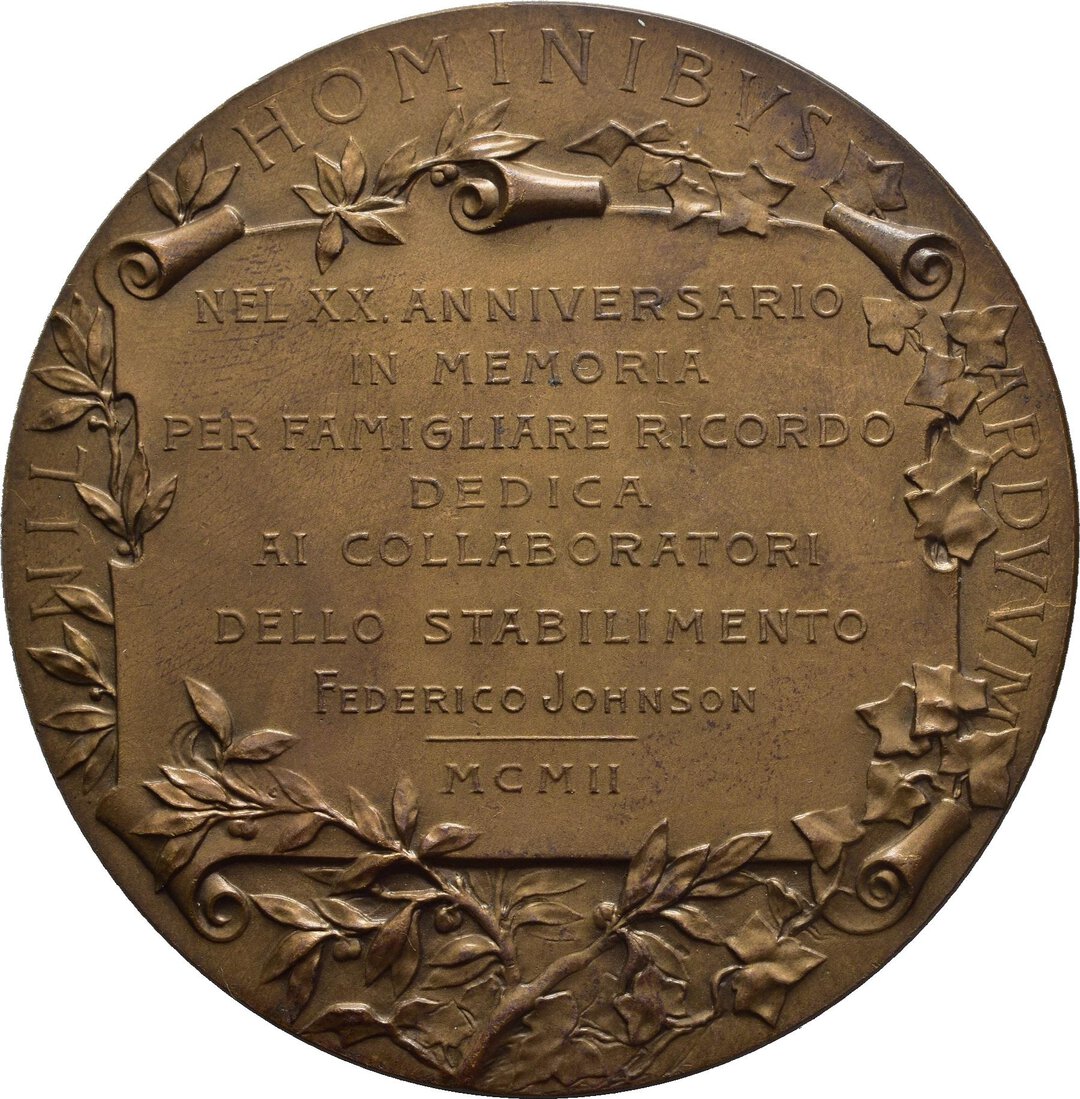 NIL HOMINIBVS ARDVVM
NEL XX. ANNIVERSARIO
IN MEMORIA
PER FAMIGLIARE RICORDO
DEDICA
AI COLLABORATORI
DELLO STABILIMENTO
FEDERICO JOHNSON
MCMII